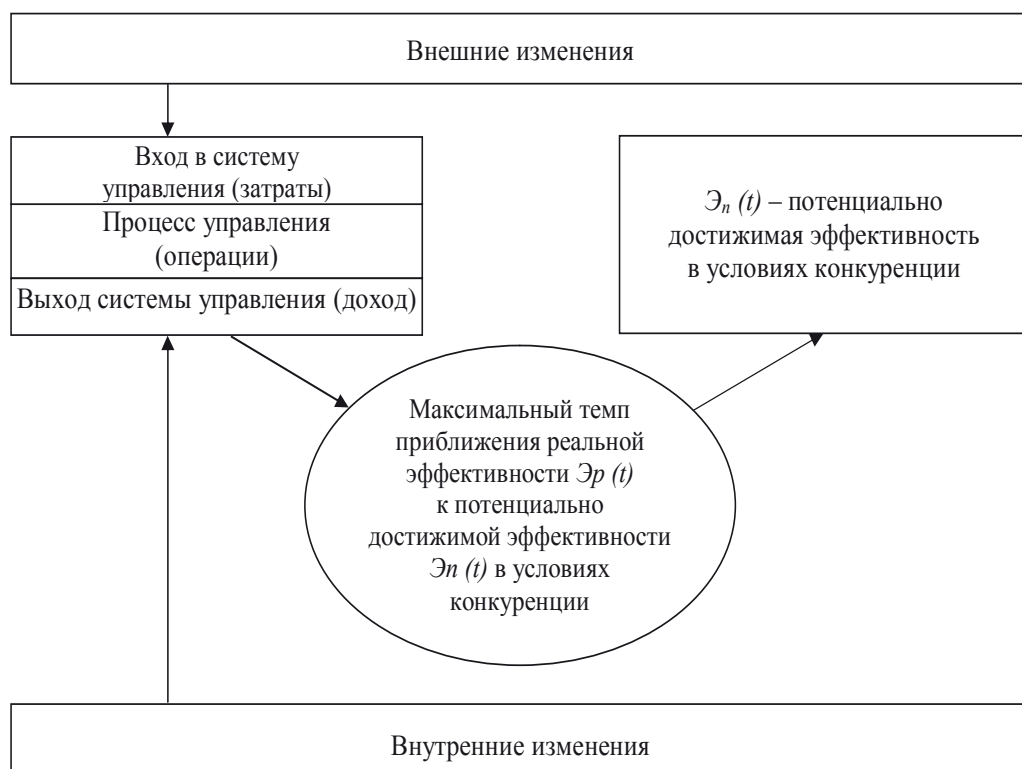 Внешние изменения
Вход в систему
управления (затраты)
Процесс управления
(операции)
Выход системы управления (доход)
Эп (t) – потенциально
достижимая эффективность
в условиях конкуренции
Максимальный темп
приближения реальной
эффективности Эр (t)
к потенциально
достижимой эффективности
Эп (t) в условиях
конкуренции
Внутренние изменения